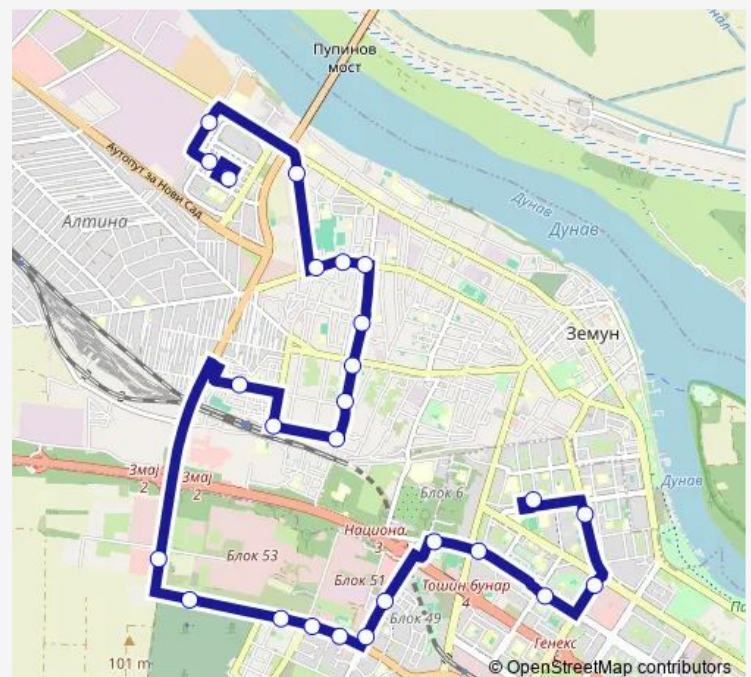 Пупинов
мост
Аутопут за Нови Сад
Алтина
Дунав
Дунав
Земун
Змај
2
Змај
2
Блок 6
Дунав
Национа.
3
Блок 53
Блок 51
Тошин бунар
4
Блок 49
Генекс
101 m
© OpenStreetMap contributors